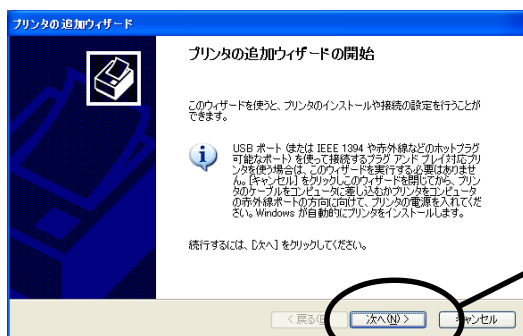 プリンタの追加ウィザード
プリンタの追加ウィザードの開始
このウィザードを使うと、プリンタのインストールや接続の設定を行うことが
できます。
USB ポート (または IEEE 1394 や赤外線などのホットプラグ
可能なポート) を使って接続するプラグ アンド プレイ対応プリ
ンタを使う場合は、このウィザードを実行する必要はありませ
ん。[キャンセル] をクリックしこのウィザードを閉じてから、プリン
タのケーブルをコンピュータに差し込むかプリンタをコンピュータ
の赤外線ポートの方向に向けて、プリンタの電源を入れてくだ
さい。Windows が自動的にプリンタをインストールします。
続行するには、[次へ] をクリックしてください。
< 戻る(B 次へ(N) > キャンセル